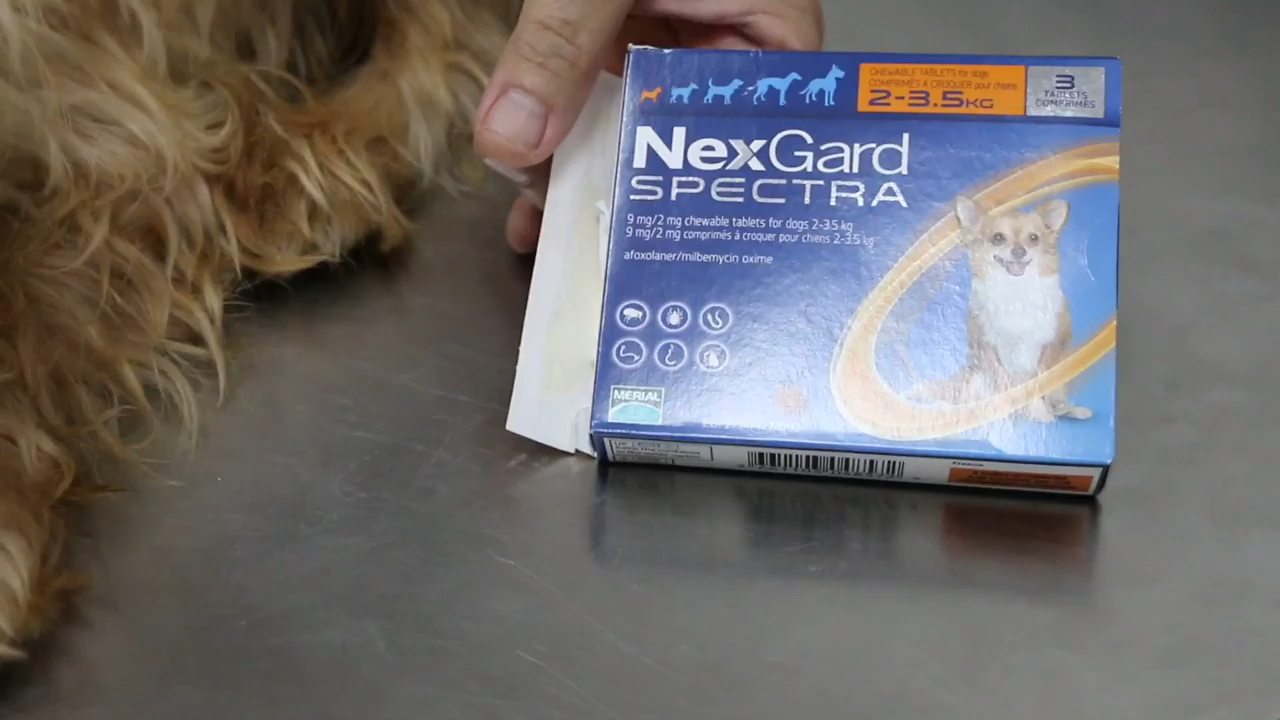 CHEWABLE TABLETS for dogs
COMPRIMÉS À CROQUER pour chiens
2-3.5KG
3
TABLETS
COMPRIMÉS
NexGard
SPECTRA
9 mg/2 mg chewable tablets for dogs 2-3.5 kg
9 mg/2 mg comprimés à croquer pour chiens 2-3.5 kg
afoxolaner/milbemycin oxime
MERIAL
France